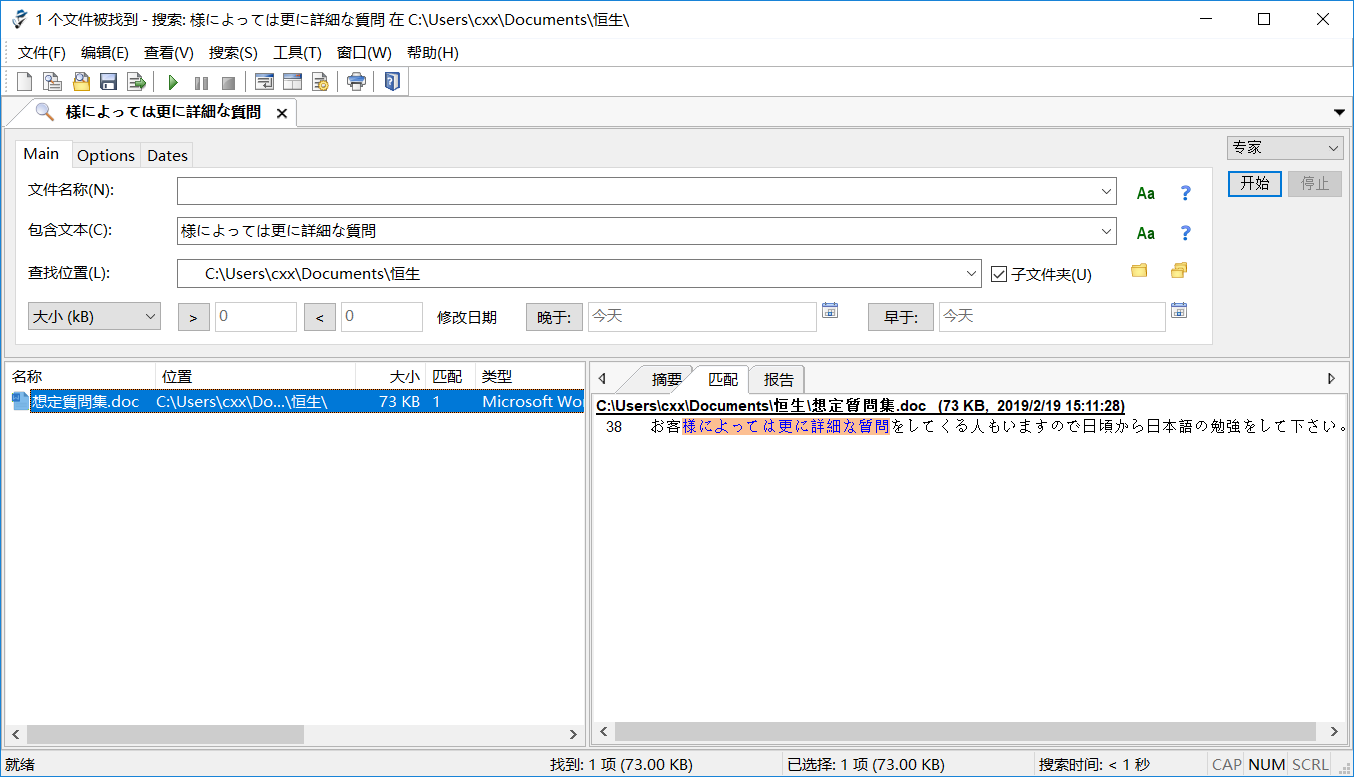 1 个文件被找到 - 搜索: 様によっては更に詳細な質問 在 C:\Users\cxx\Documents\恒生\
文件(F) 编辑(E) 查看(V) 搜索(S) 工具(T) 窗口(W) 帮助(H)
様によっては更に詳細な質問
Main Options Dates
专家
开始 停止
文件名称(N): Aa ?
包含文本(C): 様によっては更に詳細な質問 Aa ?
查找位置(L): C:\Users\cxx\Documents\恒生 子文件夹(U)
大小 (kB) > 0 < 0 修改日期 晚于: 今天 早于: 今天
名称 位置 大小 匹配 类型
想定質問集.doc C:\Users\cxx\Do...\恒生\ 73 KB 1 Microsoft Wor
摘要 匹配 报告
C:\Users\cxx\Documents\恒生\想定質問集.doc (73 KB, 2019/2/19 15:11:28)
38 お客様によっては更に詳細な質問をしてくる人もいますので日頃から日本語の勉強をして下さい。
就绪 找到: 1 项 (73.00 KB) 已选择: 1 项 (73.00 KB) 搜索时间: < 1 秒 CAP NUM SCRL